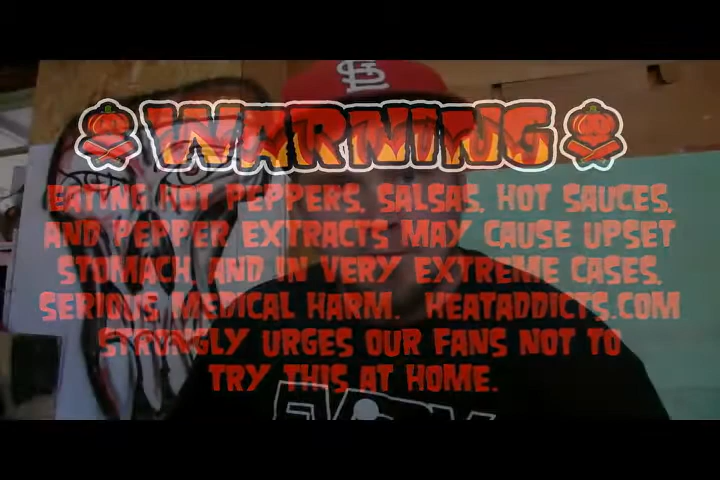 STL
WARNING
EATING HOT PEPPERS, SALSAS, HOT SAUCES,
AND PEPPER EXTRACTS MAY CAUSE UPSET
STOMACH, AND IN VERY EXTREME CASES,
SERIOUS MEDICAL HARM. HEATADDICTS.COM
STRONGLY URGES OUR FANS NOT TO
TRY THIS AT HOME.